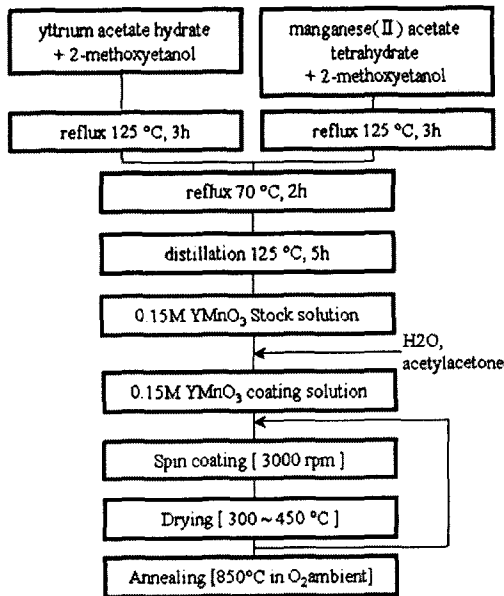 yttrium acetate hydrate
+ 2-methoxyetanol
manganese(Ⅱ) acetate
tetrahydrate
+ 2-methoxyetanol
reflux 125 °C, 3h
reflux 125 °C, 3h
reflux 70 °C, 2h
distillation 125 °C, 5h
0.15M YMnO₃ Stock solution
H2O,
acetylacetone
0.15M YMnO₃ coating solution
Spin coating [ 3000 rpm ]
Drying [ 300 ~ 450 °C ]
Annealing [850°C in O₂ambient]